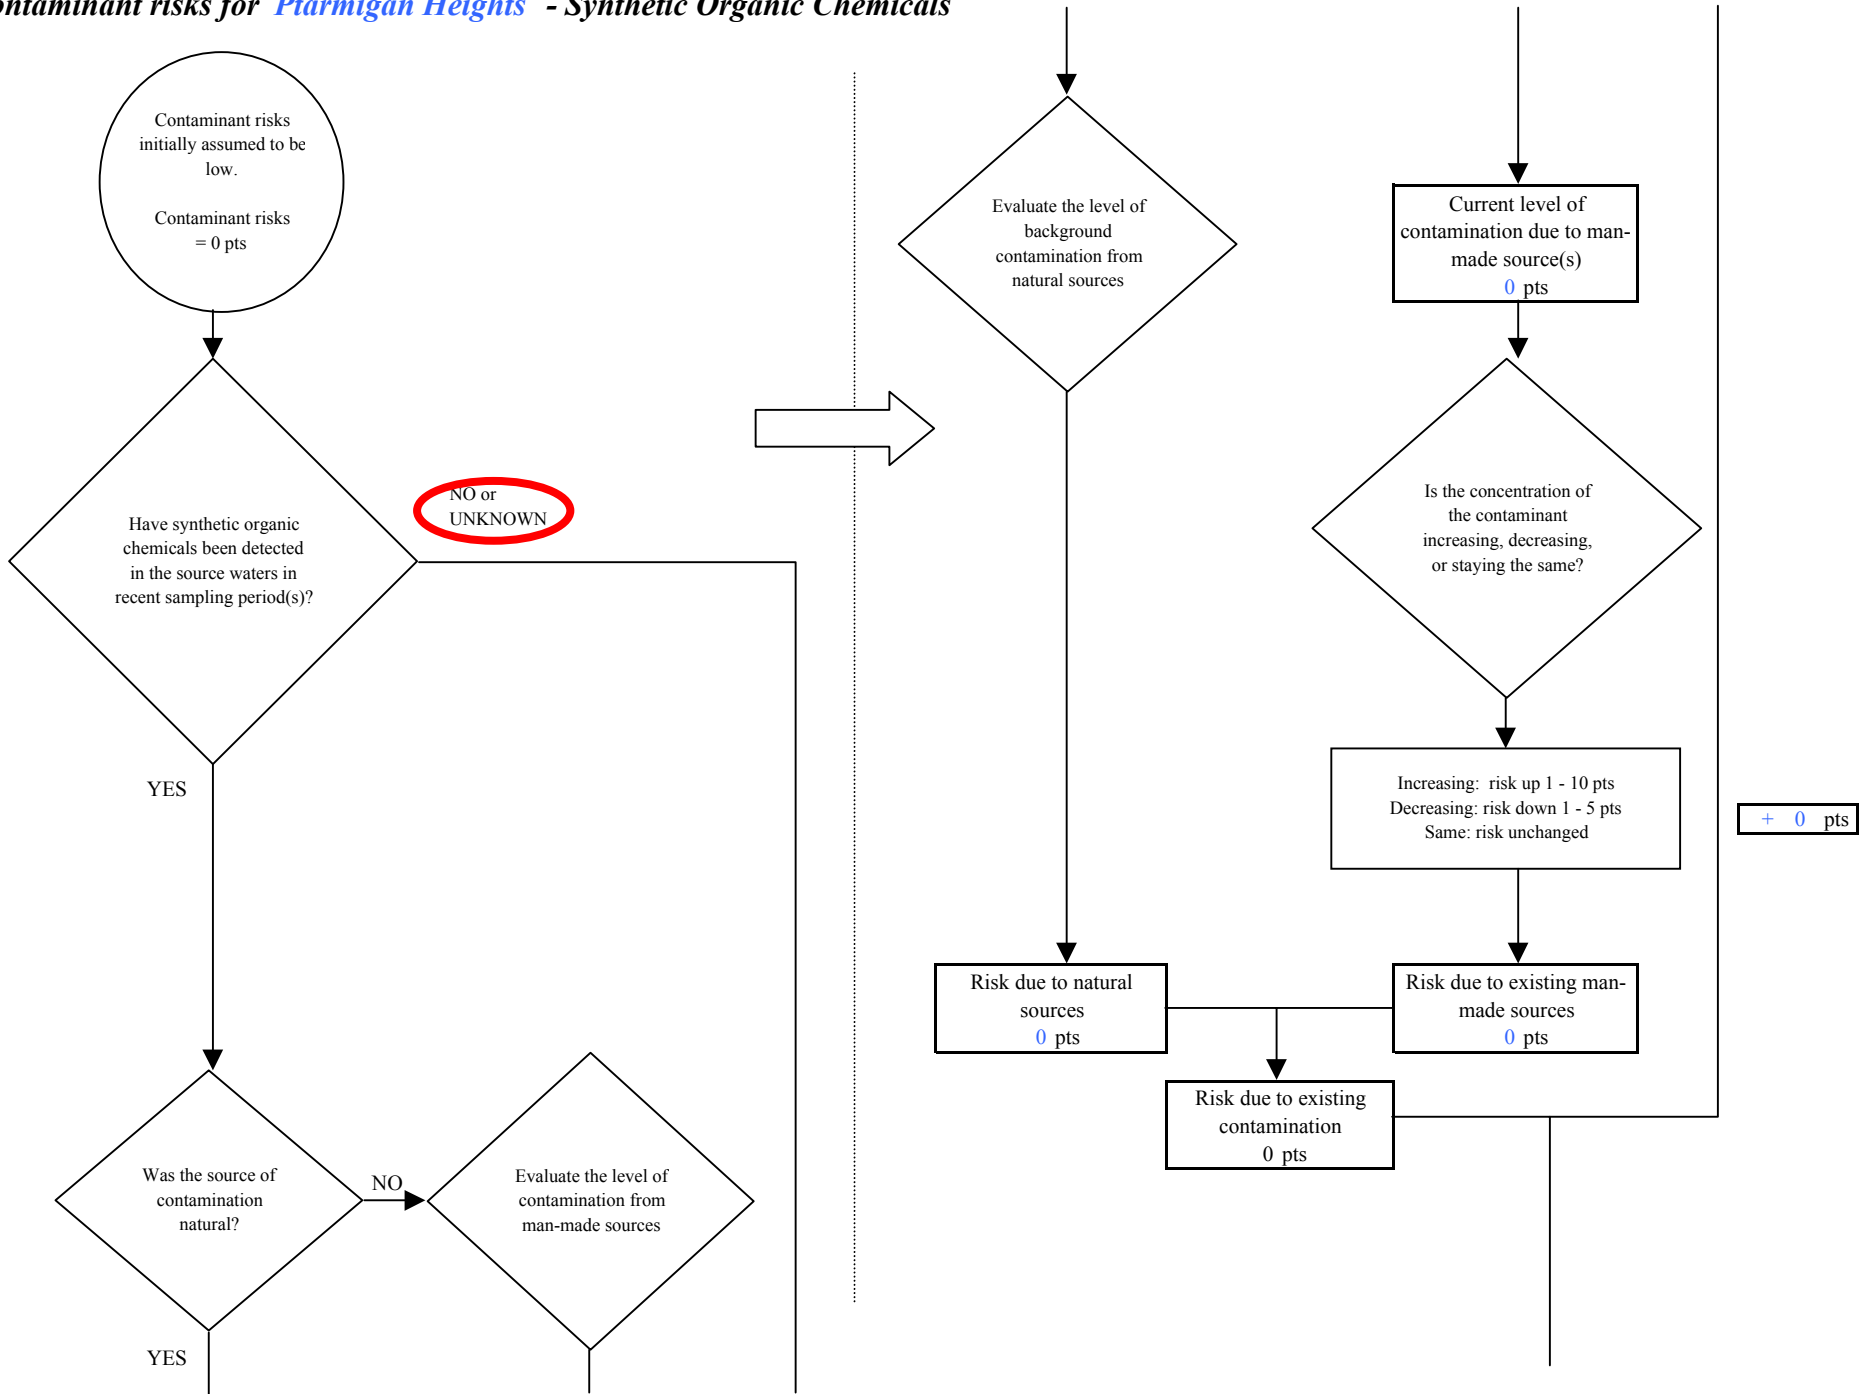 ontaminant risks for Ptarmigan Heights - Synthetic Organic Chemicals
Contaminant risks
initially assumed to be
low.
Contaminant risks
= 0 pts
Have synthetic organic
chemicals been detected
in the source waters in
recent sampling period(s)?
NO or
UNKNOWN
YES
Was the source of
contamination
natural?
NO
Evaluate the level of
contamination from
man-made sources
YES
Evaluate the level of
background
contamination from
natural sources
Current level of
contamination due to man-
made source(s)
0 pts
Is the concentration of
the contaminant
increasing, decreasing,
or staying the same?
Increasing: risk up 1 - 10 pts
Decreasing: risk down 1 - 5 pts
Same: risk unchanged
+ 0 pts
Risk due to natural
sources
0 pts
Risk due to existing man-
made sources
0 pts
Risk due to existing
contamination
0 pts